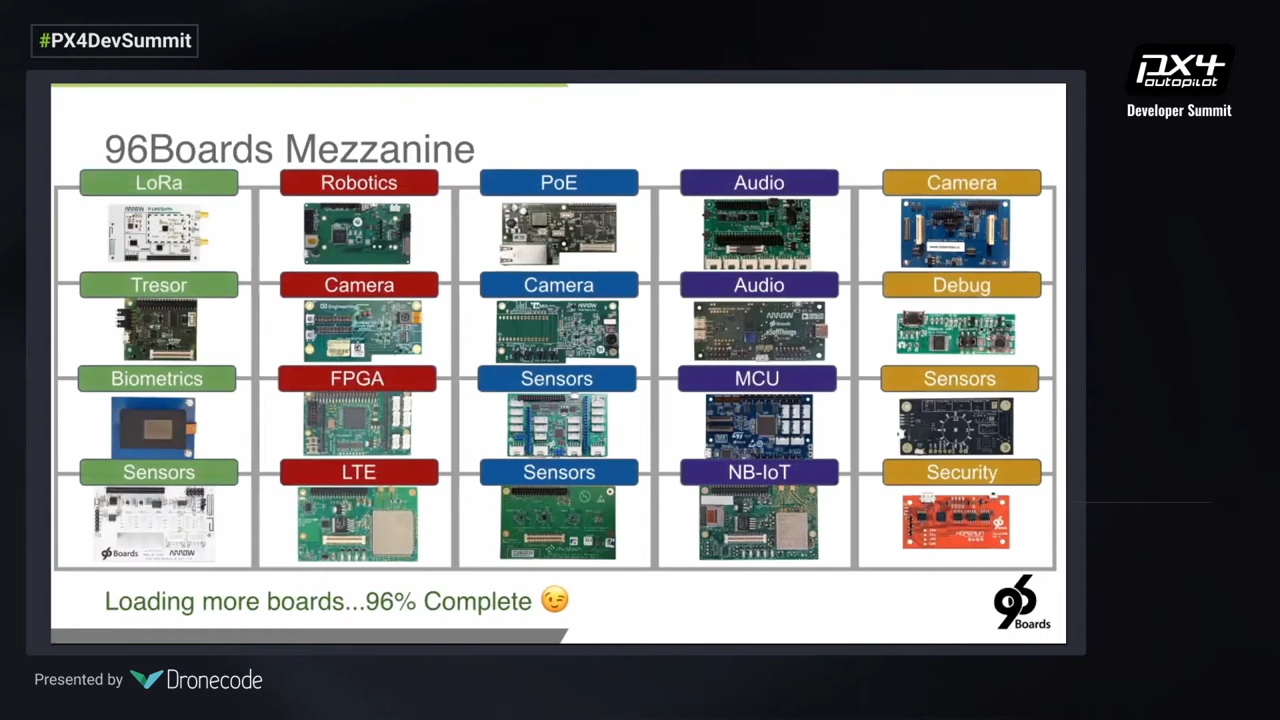 #PX4DevSummit
PX4
autopilot
Developer Summit
96Boards Mezzanine
LoRa
Robotics
PoE
Audio
Camera
Tresor
Camera
Camera
Audio
Debug
Biometrics
FPGA
Sensors
MCU
Sensors
Sensors
LTE
Sensors
NB-IoT
Security
96Boards
ARROW
Loading more boards...96% Complete 😉
96
Boards
Presented by
Dronecode